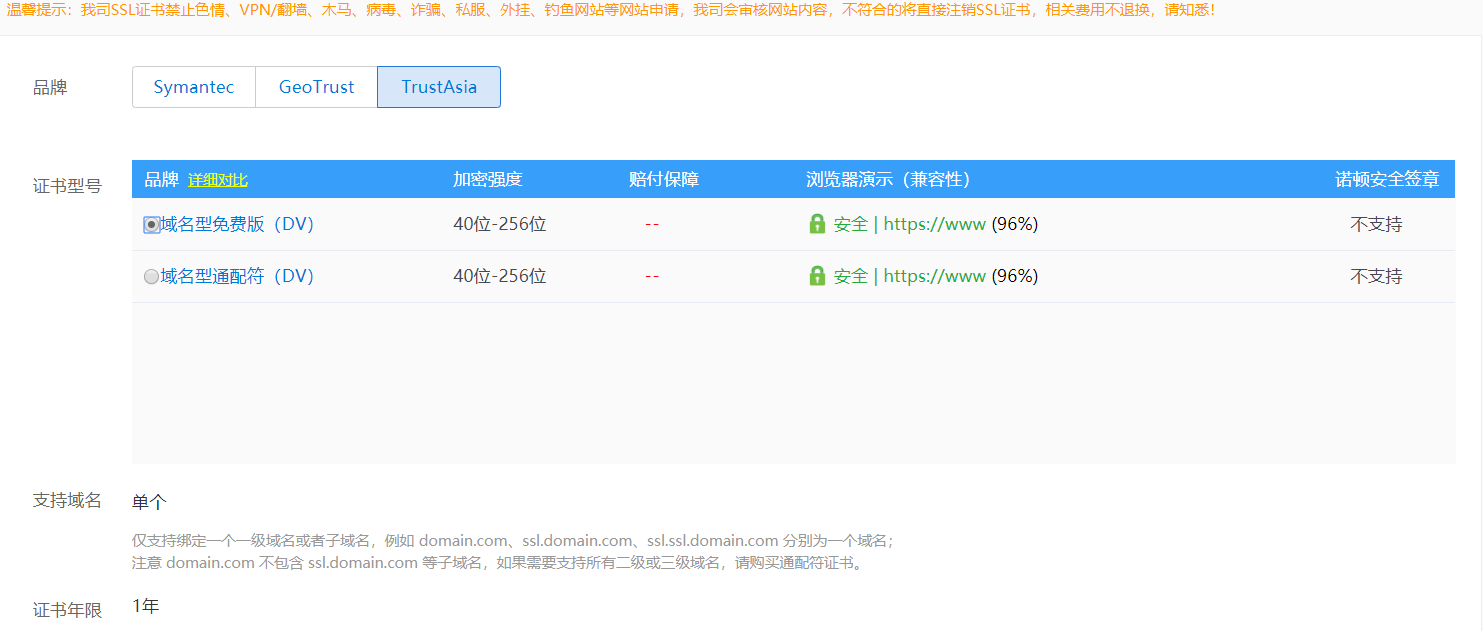 温馨提示：我司SSL证书禁止色情、VPN/翻墙、木马、病毒、诈骗、私服、外挂、钓鱼网站等网站申请，我司会审核网站内容，不符合的将直接注销SSL证书，相关费用不退换，请知悉！
品牌 Symantec GeoTrust TrustAsia
证书型号 品牌 详细对比 加密强度 赔付保障 浏览器演示（兼容性） 诺顿安全签章
域名型免费版（DV） 40位-256位 -- 安全 | https://www (96%) 不支持
域名型通配符（DV） 40位-256位 -- 安全 | https://www (96%) 不支持
支持域名 单个
仅支持绑定一个一级域名或者子域名，例如 domain.com、ssl.domain.com、ssl.ssl.domain.com 分别为一个域名；
注意 domain.com 不包含 ssl.domain.com 等子域名，如果需要支持所有二级或三级域名，请购买通配符证书。
证书年限 1年